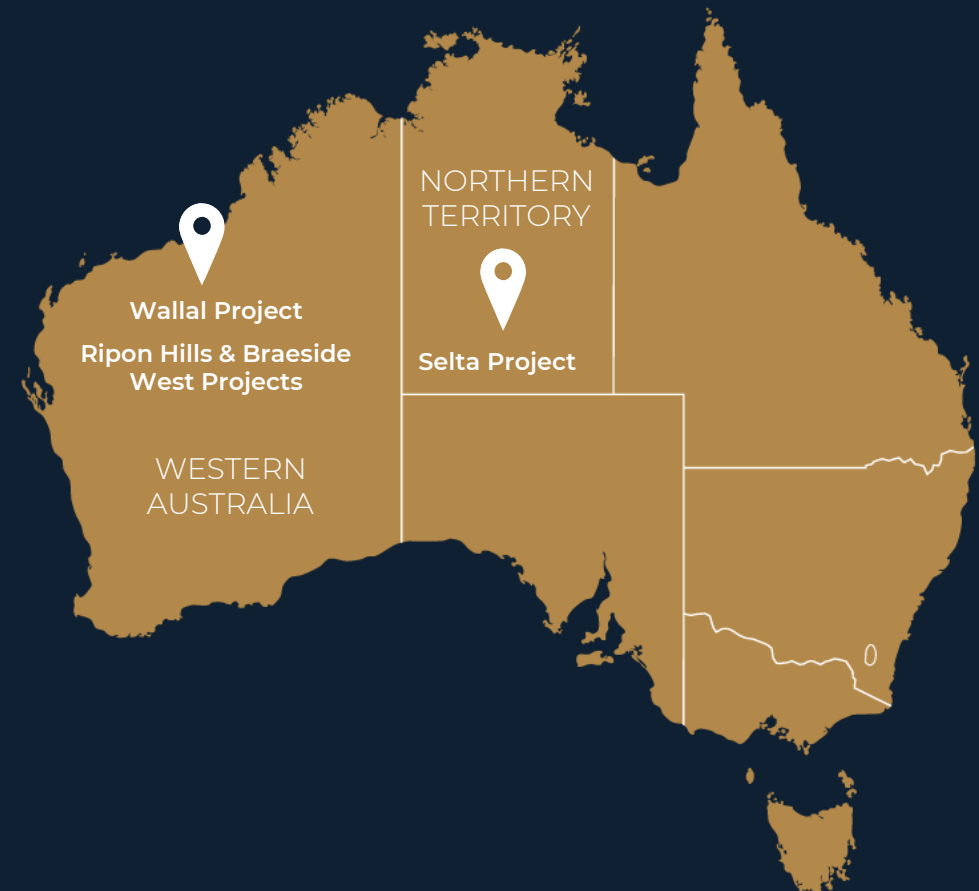 NORTHERN
TERRITORY
Wallal Project
Ripon Hills & Braeside
West Projects
Selta Project
WESTERN
AUSTRALIA